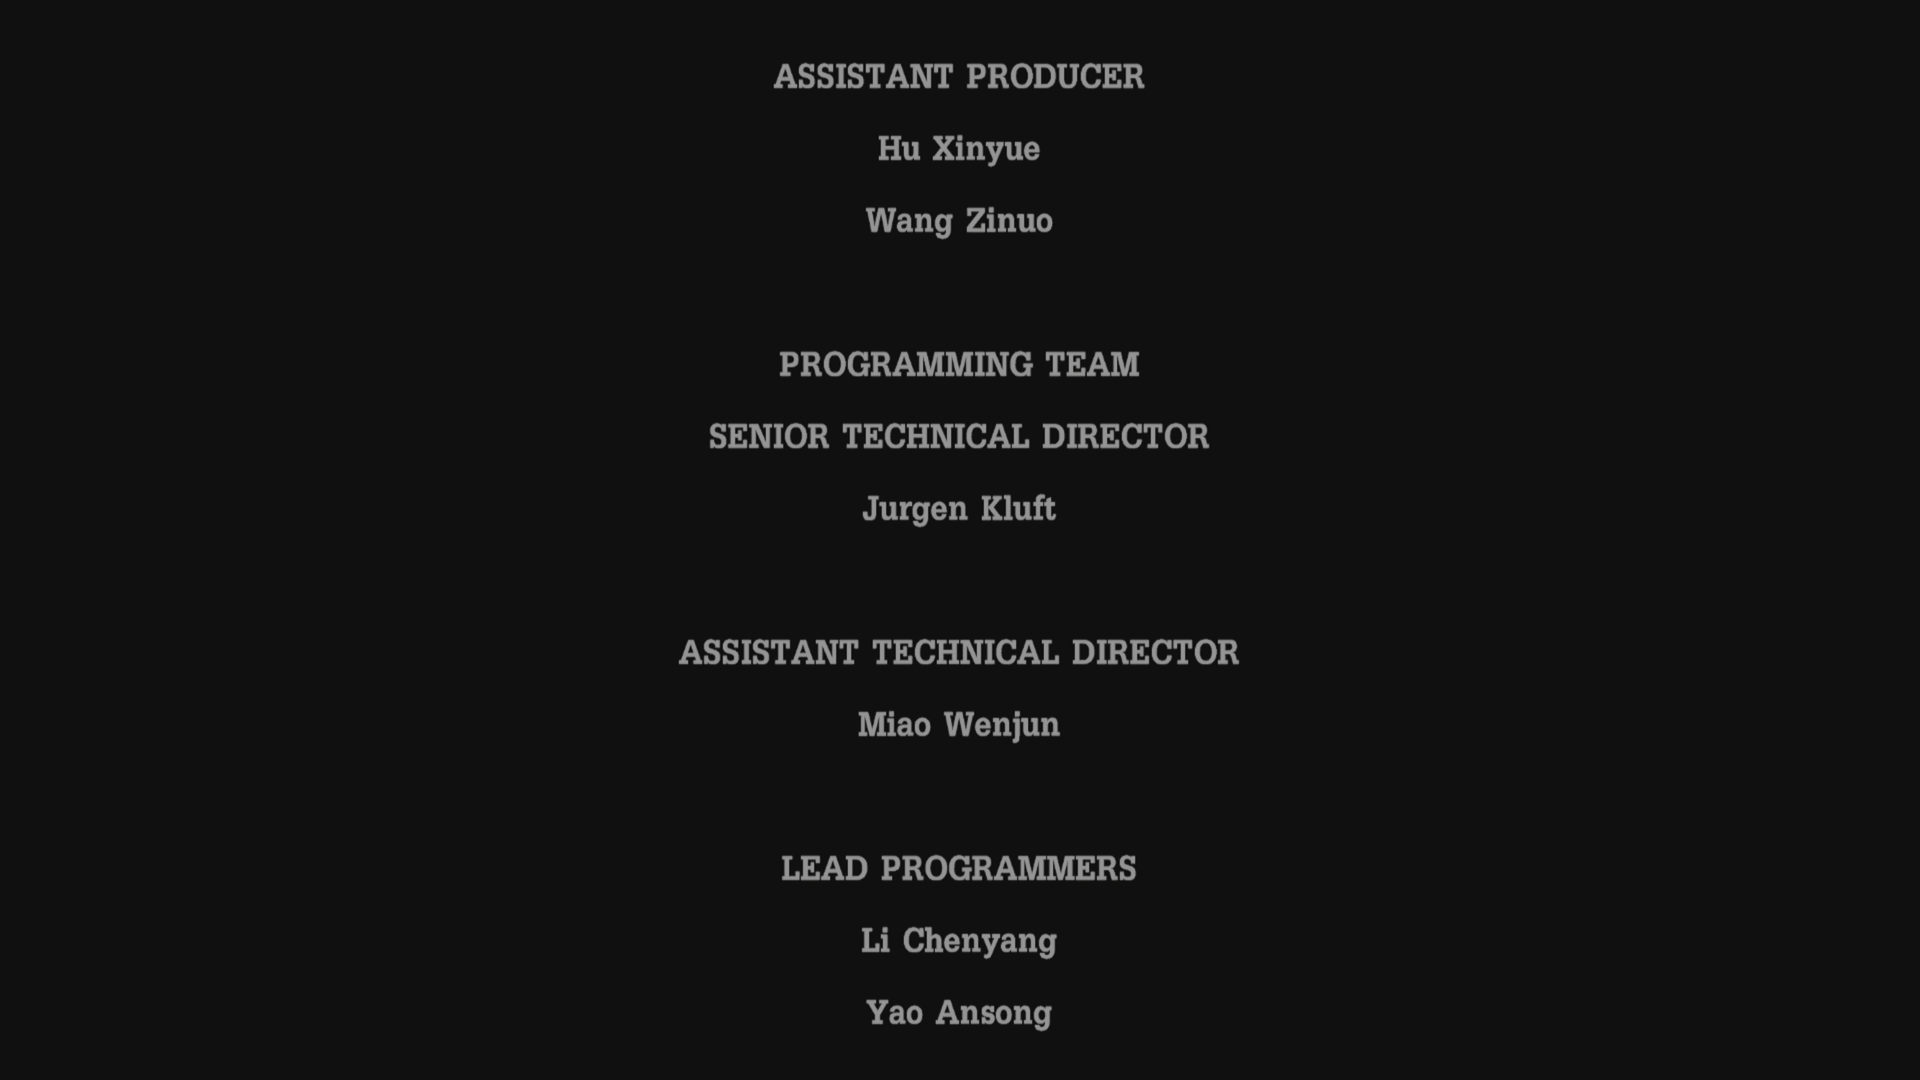 ASSISTANT PRODUCER
Hu Xinyue
Wang Zinuo
PROGRAMMING TEAM
SENIOR TECHNICAL DIRECTOR
Jurgen Kluft
ASSISTANT TECHNICAL DIRECTOR
Miao Wenjun
LEAD PROGRAMMERS
Li Chenyang
Yao Ansong